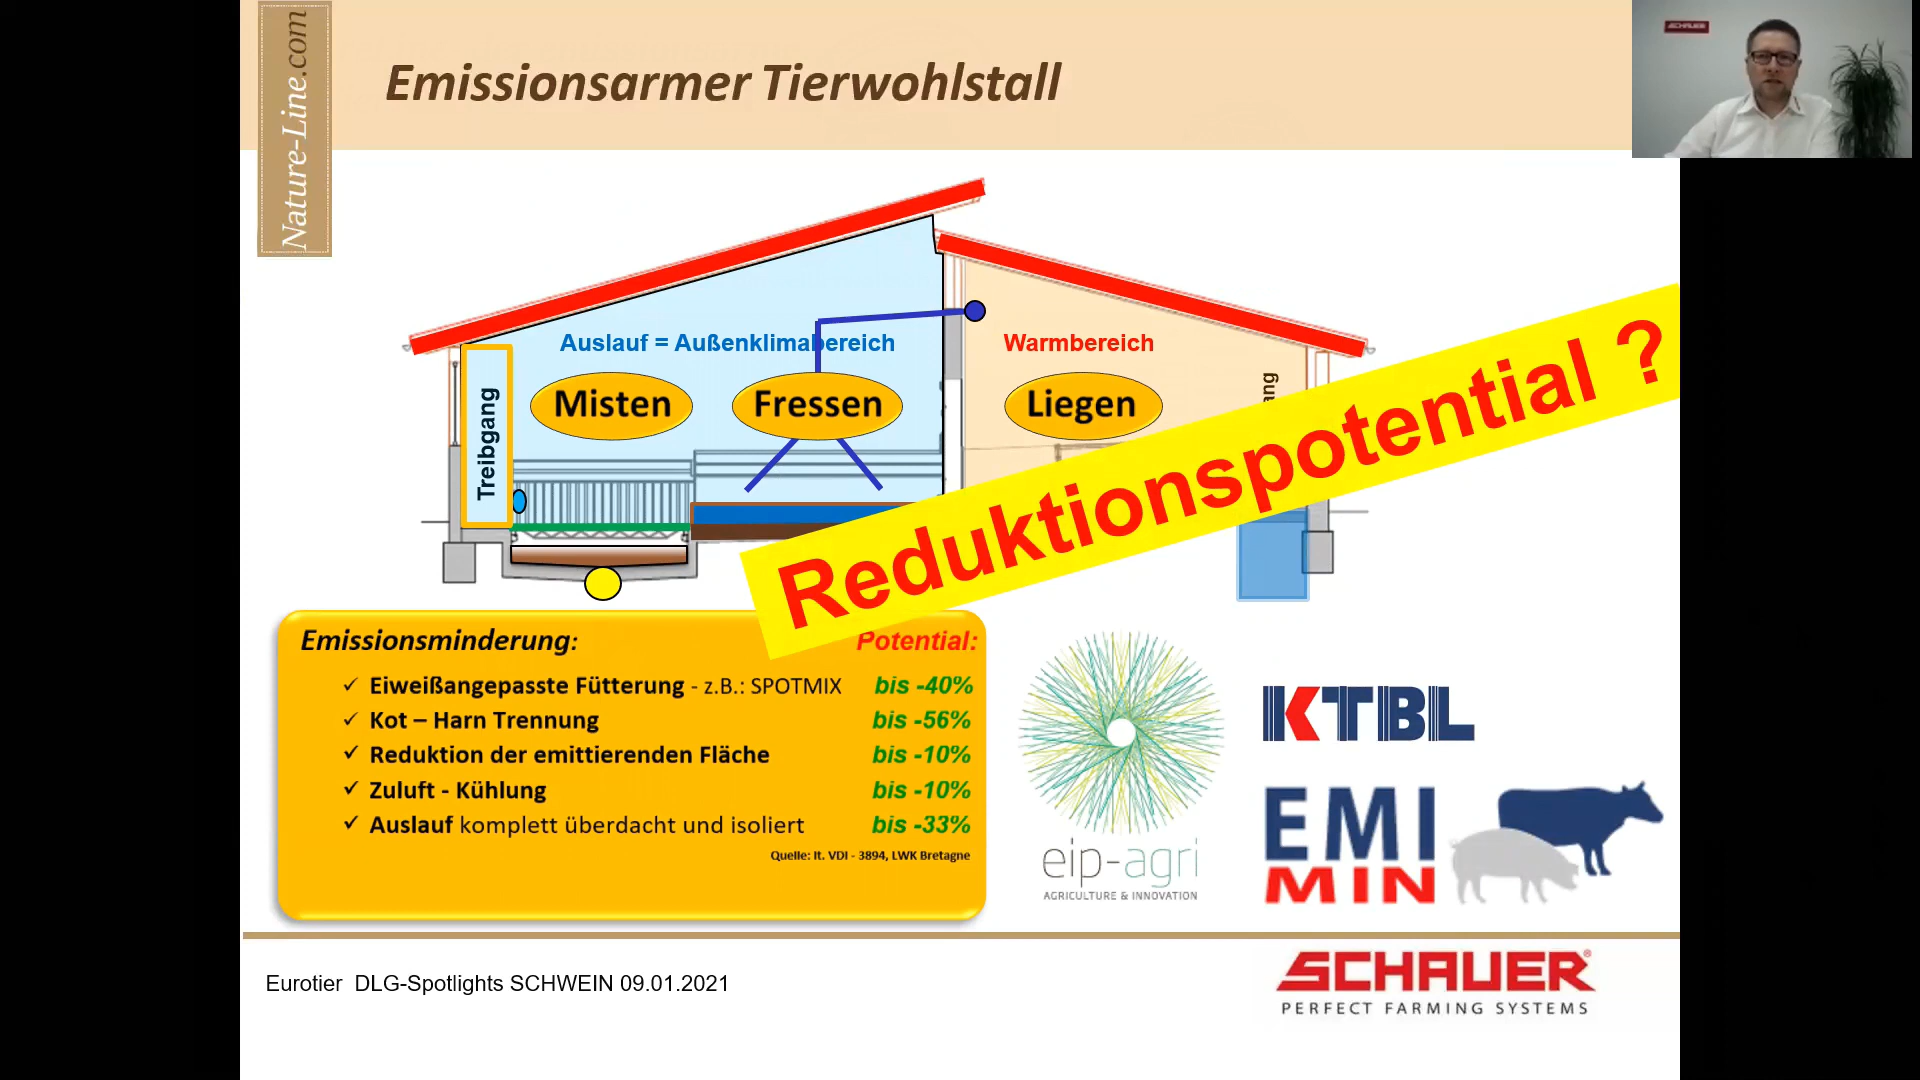 Nature-Line.com
Emissionsarmer Tierwohlstall
SCHAUER
Auslauf = Außenklimabereich
Warmbereich
Misten
Fressen
Liegen
Treibgang
Reduktionspotential ?
Emissionsminderung: Potential:
✓ Eiweißangepasste Fütterung - z.B.: SPOTMIX bis -40%
✓ Kot – Harn Trennung bis -56%
✓ Reduktion der emittierenden Fläche bis -10%
✓ Zuluft - Kühlung bis -10%
✓ Auslauf komplett überdacht und isoliert bis -33%
Quelle: lt. VDI - 3894, LWK Bretagne
eip-agri
AGRICULTURE & INNOVATION
KTBL
EMI
MIN
Eurotier DLG-Spotlights SCHWEIN 09.01.2021
SCHAUER®
PERFECT FARMING SYSTEMS